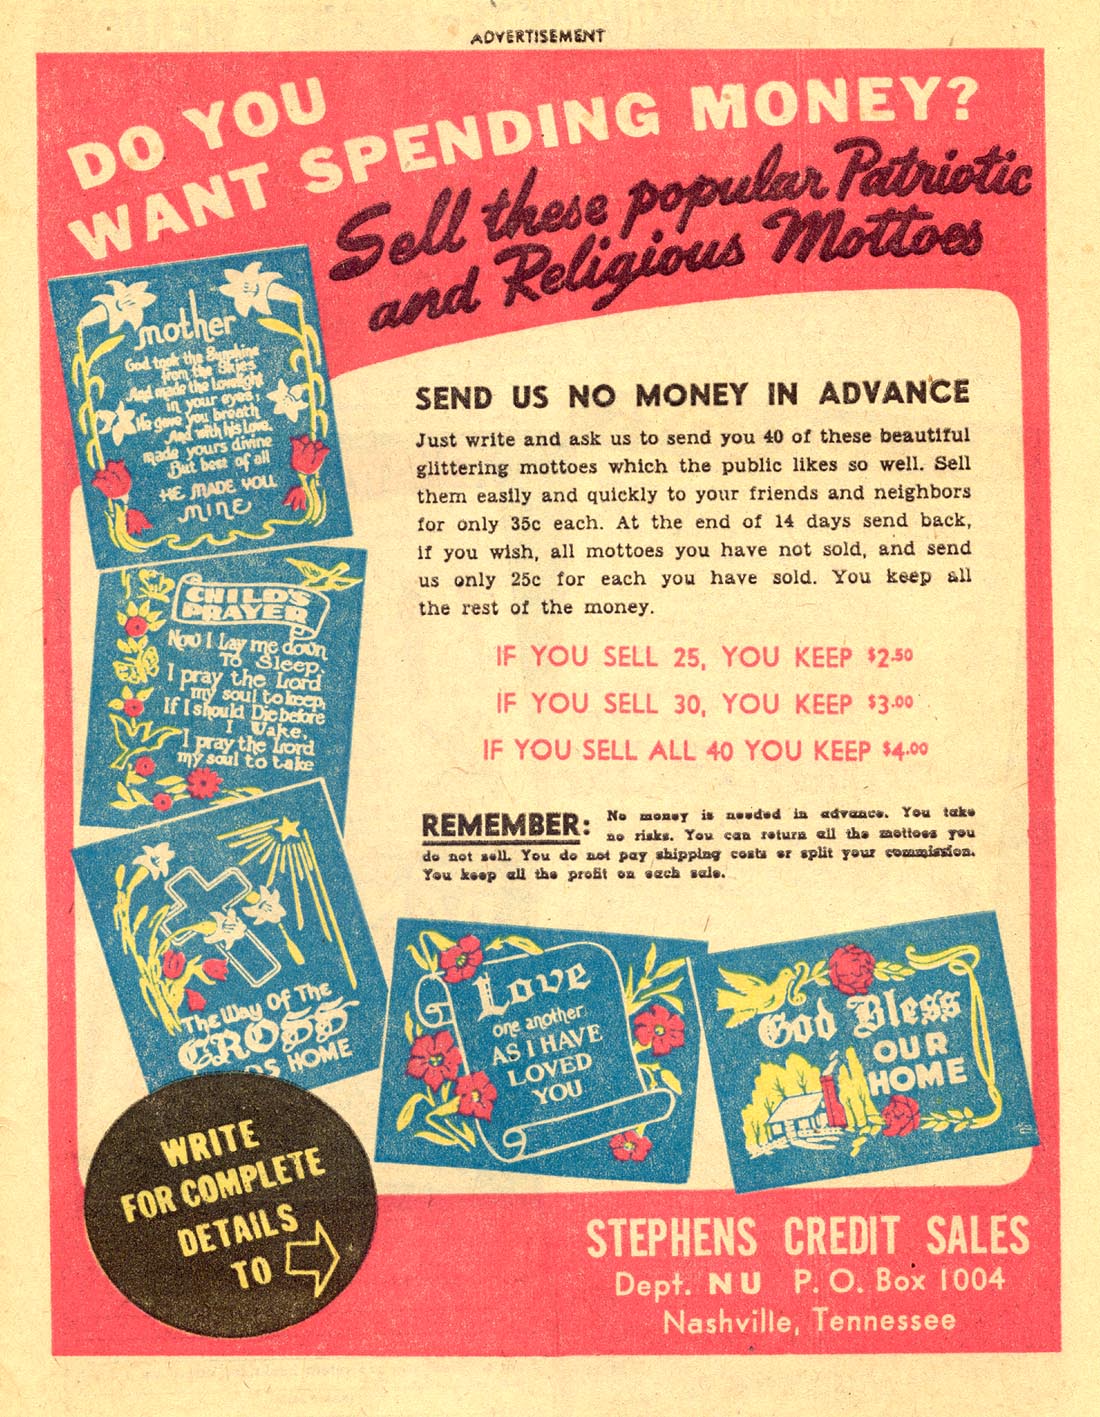 ADVERTISEMENT
DO YOU
WANT SPENDING MONEY?
Sell these popular Patriotic
and Religious Mottoes
mother
God took the Sunshine
from the Skies
And made the Lovelight
in your eyes,
He gave you breath
And with his Love,
made yours divine
But best of all
HE MADE YOU
MINE
CHILD'S
PRAYER
Now I Lay me down
To Sleep,
I pray the Lord
my soul to keep,
If I should Die before
I Wake,
I pray the Lord
my soul to take
The Way Of The
CROSS
DS HOME
SEND US NO MONEY IN ADVANCE
Just write and ask us to send you 40 of these beautiful
glittering mottoes which the public likes so well. Sell
them easily and quickly to your friends and neighbors
for only 35c each. At the end of 14 days send back,
if you wish, all mottoes you have not sold, and send
us only 25c for each you have sold. You keep all
the rest of the money.
IF YOU SELL 25, YOU KEEP $2.50
IF YOU SELL 30, YOU KEEP $3.00
IF YOU SELL ALL 40 YOU KEEP $4.00
REMEMBER: No money is needed in advance. You take
no risks. You can return all the mottoes you
do not sell. You do not pay shipping costs or split your commission.
You keep all the profit on each sale.
Love
one another
AS I HAVE
LOVED
YOU
God Bless
OUR
HOME
WRITE
FOR COMPLETE
DETAILS
TO
STEPHENS CREDIT SALES
Dept. NU P. O. Box 1004
Nashville, Tennessee